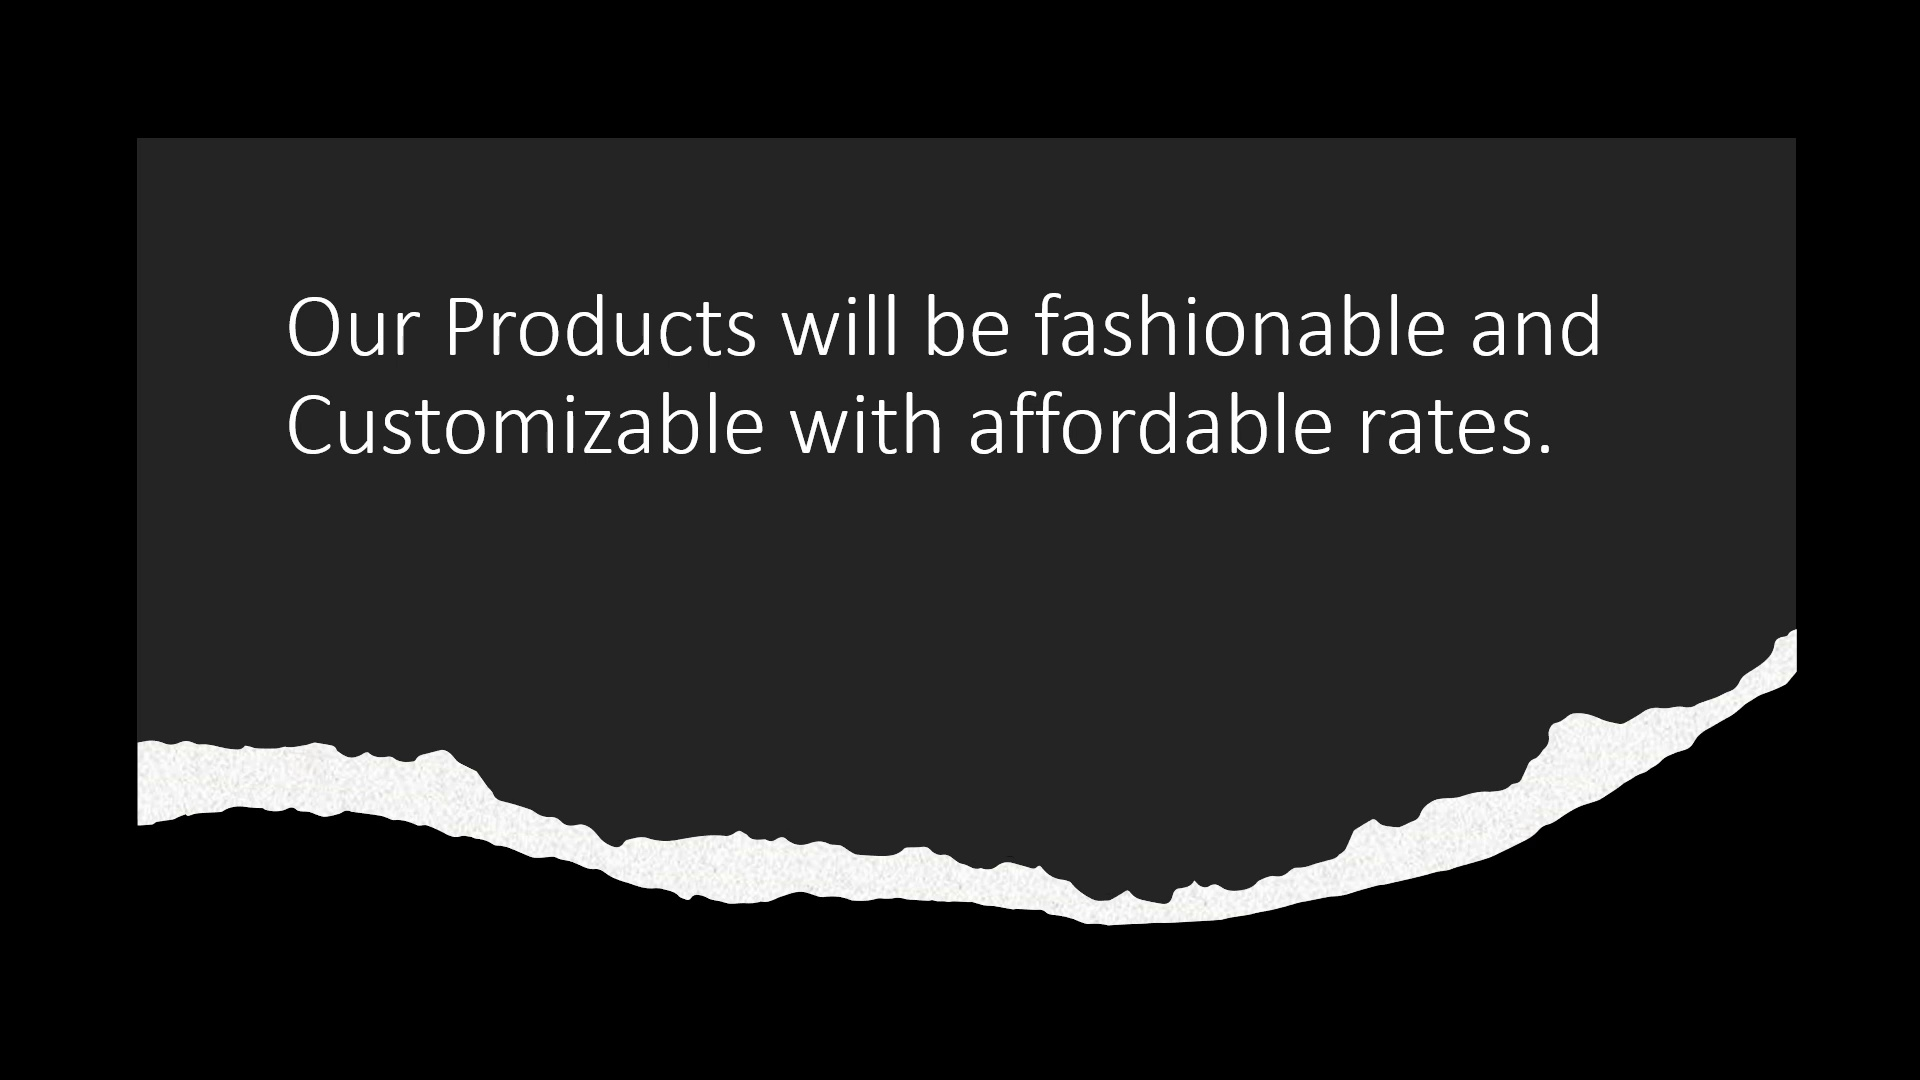 Our Products will be fashionable and
Customizable with affordable rates.